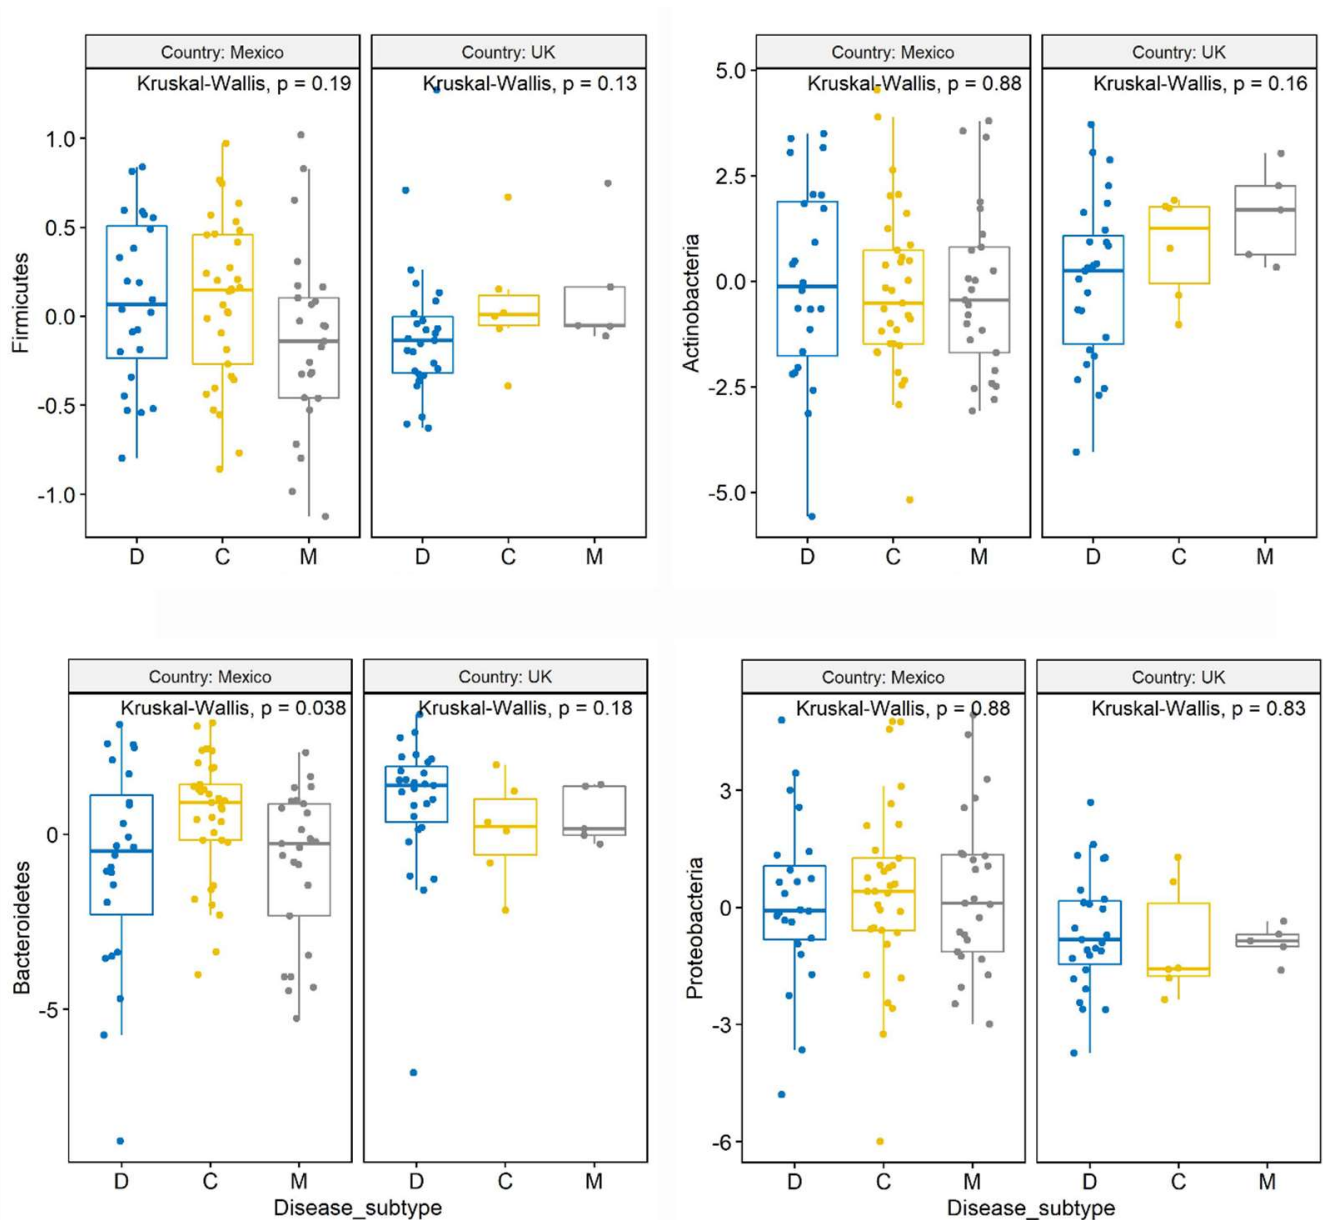 Country: Mexico
Country: UK
Kruskal-Wallis, p = 0.19
Kruskal-Wallis, p = 0.13
Firmicutes
1.0
0.5
0.0
-0.5
-1.0
D
C
M
D
C
M
Country: Mexico
Country: UK
Kruskal-Wallis, p = 0.88
Kruskal-Wallis, p = 0.16
Actinobacteria
5.0
2.5
0.0
-2.5
-5.0
D
C
M
D
C
M
Country: Mexico
Country: UK
Kruskal-Wallis, p = 0.038
Kruskal-Wallis, p = 0.18
Bacteroidetes
0
-5
D
C
M
D
C
M
Disease_subtype
Country: Mexico
Country: UK
Kruskal-Wallis, p = 0.88
Kruskal-Wallis, p = 0.83
Proteobacteria
3
0
-3
-6
D
C
M
D
C
M
Disease_subtype